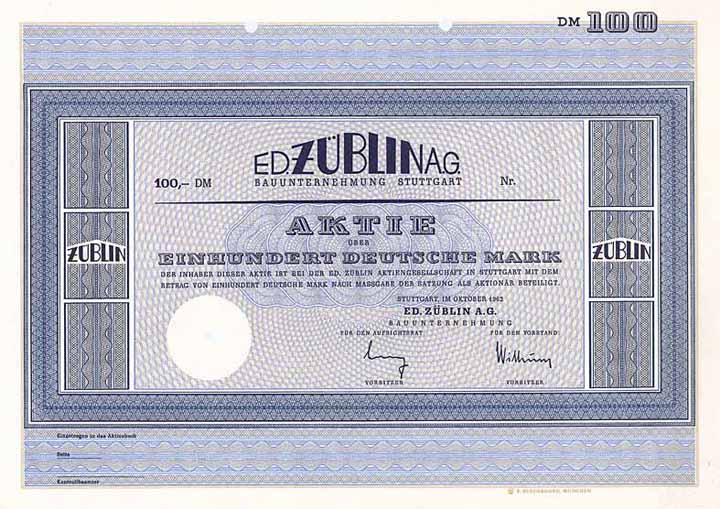 DM 100
ED. ZÜBLIN A.G.
BAUUNTERNEHMUNG STUTTGART
100,— DM
Nr.
AKTIE
ÜBER
EINHUNDERT DEUTSCHE MARK
DER INHABER DIESER AKTIE IST BEI DER ED. ZÜBLIN AKTIENGESELLSCHAFT IN STUTTGART MIT DEM
BETRAG VON EINHUNDERT DEUTSCHE MARK NACH MASSGABE DER SATZUNG ALS AKTIONÄR BETEILIGT.
ZÜBLIN
ZÜBLIN
STUTTGART, IM OKTOBER 1962
ED. ZÜBLIN A.G.
BAUUNTERNEHMUNG
FÜR DEN AUFSICHTSRAT
FÜR DEN VORSTAND
VORSITZER
VORSITZER
Eingetragen in das Aktienbuch
Seite
Kontrollbeamter
MÜNCHEN